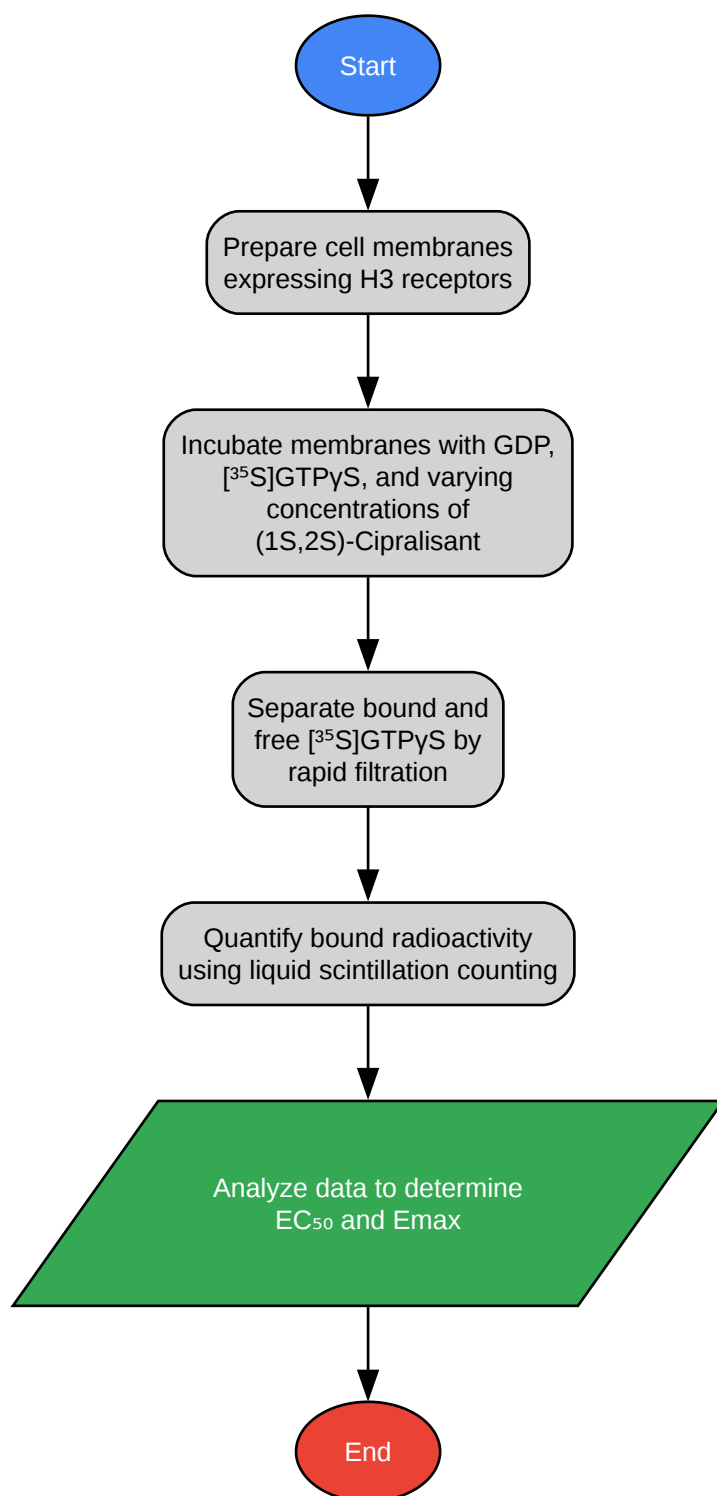 Start
Prepare cell membranes
expressing H3 receptors
Incubate membranes with GDP,
[³⁵S]GTPγS, and varying
concentrations of
(1S,2S)-Cipralisant
Separate bound and
free [³⁵S]GTPγS by
rapid filtration
Quantify bound radioactivity
using liquid scintillation counting
Analyze data to determine
EC₅₀ and Emax
End